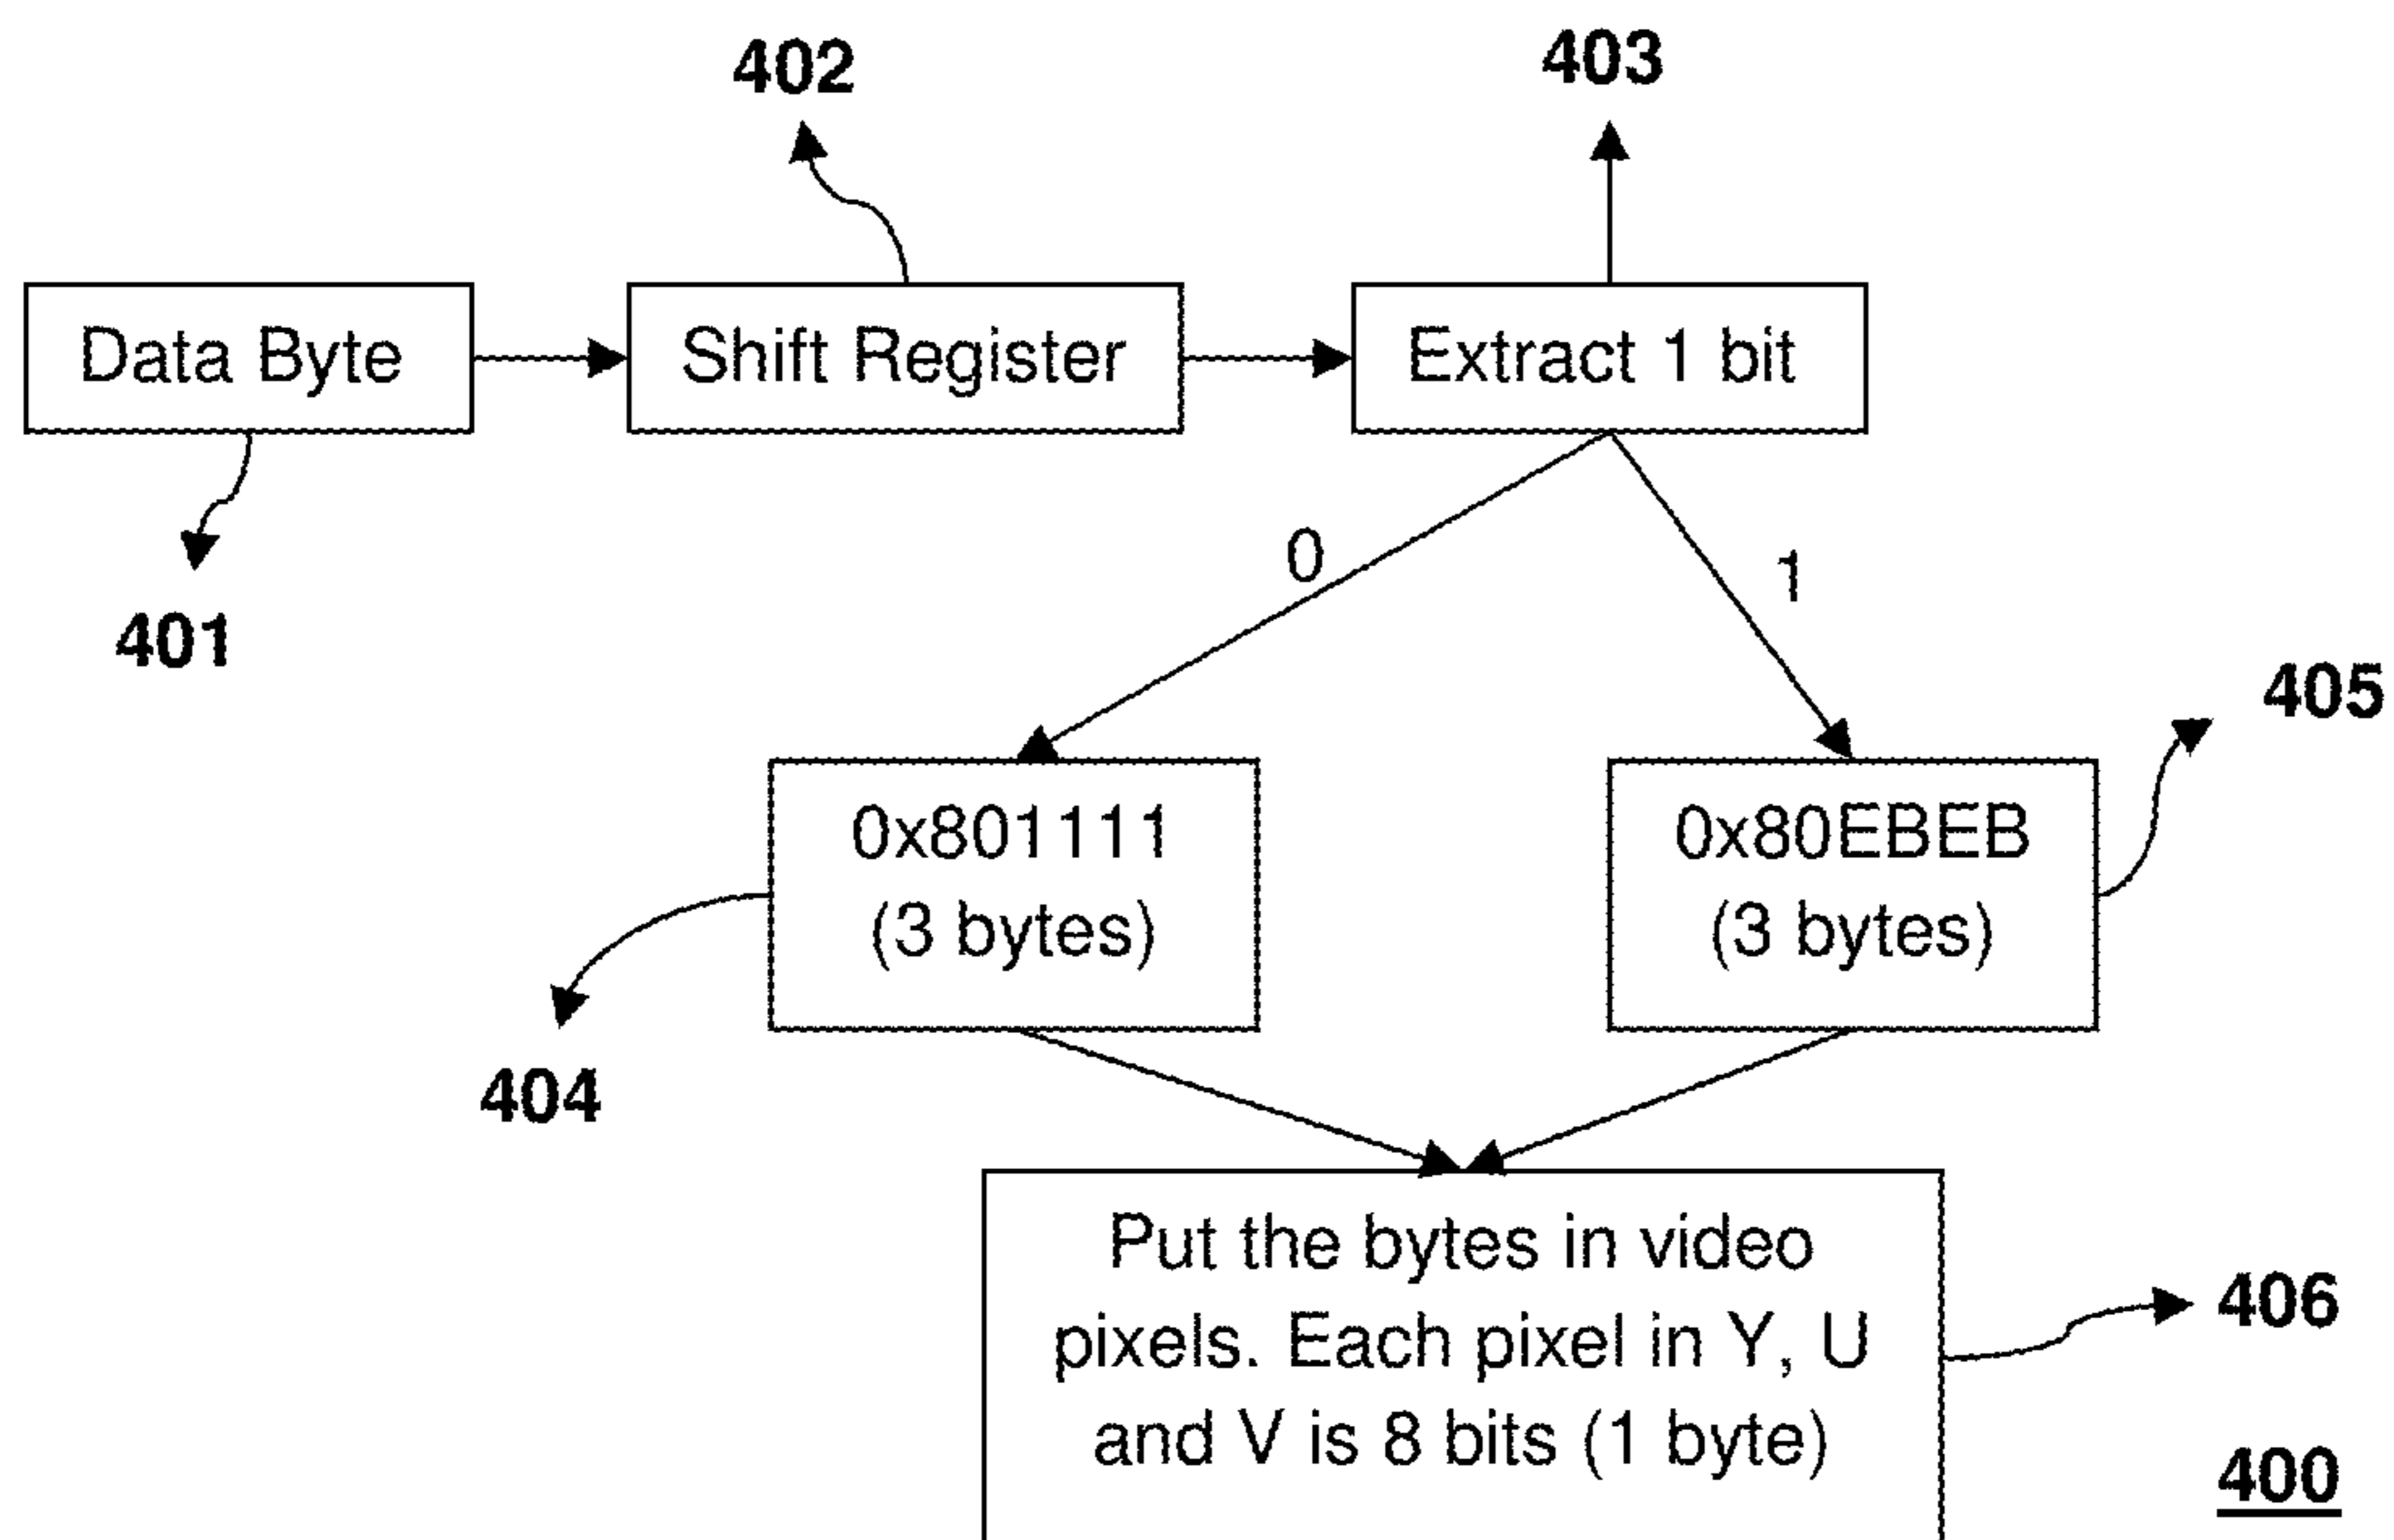 402
403
Data Byte
Shift Register
Extract 1 bit
0
1
401
405
0x801111
(3 bytes)
0x80EBEB
(3 bytes)
404
Put the bytes in video
pixels. Each pixel in Y, U
and V is 8 bits (1 byte)
406
400